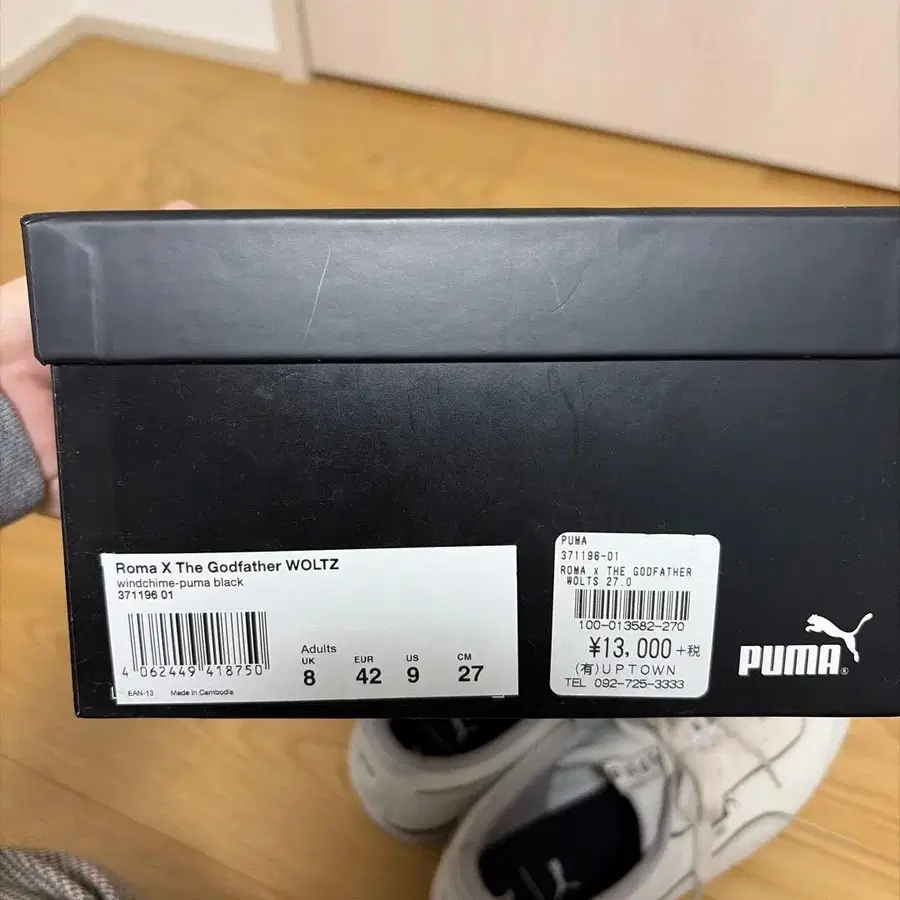 Roma X The Godfather WOLTZ
windchime-puma black
371196 01
4 062449 418750
EAN-13 Made in Cambodia
Adults
UK EUR US CM
8 42 9 27
PUMA
371196-01
ROMA x THE GODFATHER
WOLTS 27.0
100-013582-270
¥13,000+税
(有)UPTOWN
TEL 092-725-3333
PUMA®